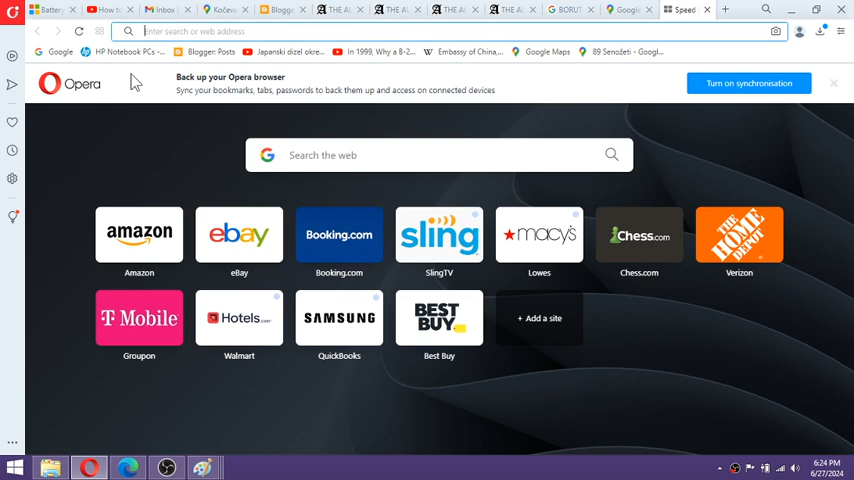 Battery
How to
Inbox (
Kočev
Blogge
THE A
THE A
THE A
THE A
BORUT
Google
Speed
Enter search or web address
Google
HP Notebook PCs -...
Blogger: Posts
Japanski dizel okre...
In 1999, Why a B-2...
Embassy of China,...
Google Maps
89 Senožeti - Googl...
Opera
Back up your Opera browser
Sync your bookmarks, tabs, passwords to back them up and access on connected devices
Turn on synchronisation
Search the web
amazon
ebay
Booking.com
sling
macy's
Chess.com
THE HOME DEPOT
Amazon
eBay
Booking.com
SlingTV
Lowes
Chess.com
Verizon
T Mobile
Hotels.com
SAMSUNG
BEST BUY
+ Add a site
Groupon
Walmart
QuickBooks
Best Buy
6:24 PM
6/27/2024